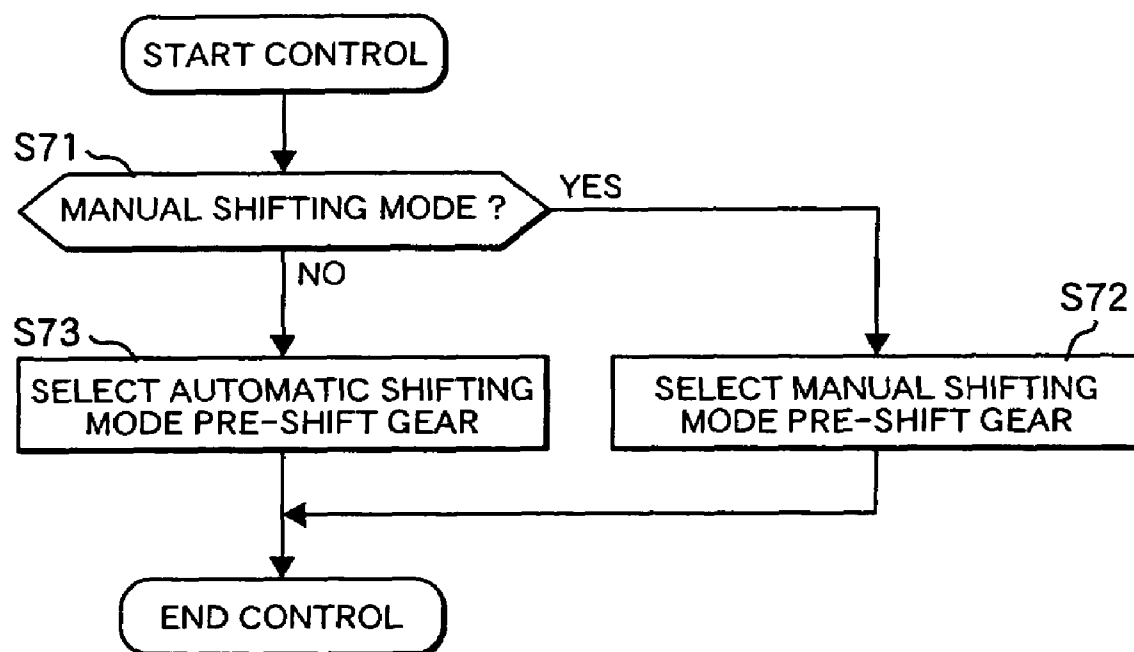 START CONTROL
S71
MANUAL SHIFTING MODE ?
YES
NO
S73
SELECT AUTOMATIC SHIFTING
MODE PRE-SHIFT GEAR
S72
SELECT MANUAL SHIFTING
MODE PRE-SHIFT GEAR
END CONTROL